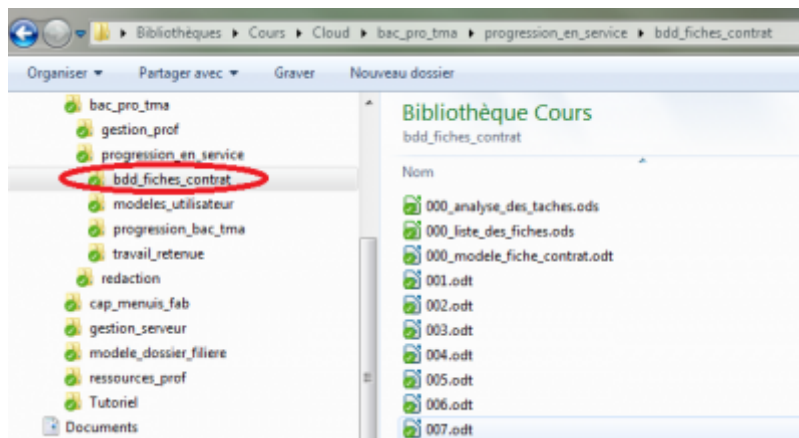 Bibliothèques ▸ Cours ▸ Cloud ▸ bac_pro_tma ▸ progression_en_service ▸ bdd_fiches_contrat
Organiser Partager avec Graver Nouveau dossier
bac_pro_tma
gestion_prof
progression_en_service
bdd_fiches_contrat
modeles_utilisateur
progression_bac_tma
travail_retenue
redaction
cap_menuis_fab
gestion_serveur
modele_dossier_filiere
ressources_prof
Tutoriel
Documents
Bibliothèque Cours
bdd_fiches_contrat
Nom
000_analyse_des_taches.ods
000_liste_des_fiches.ods
000_modele_fiche_contrat.odt
001.odt
002.odt
003.odt
004.odt
005.odt
006.odt
007.odt